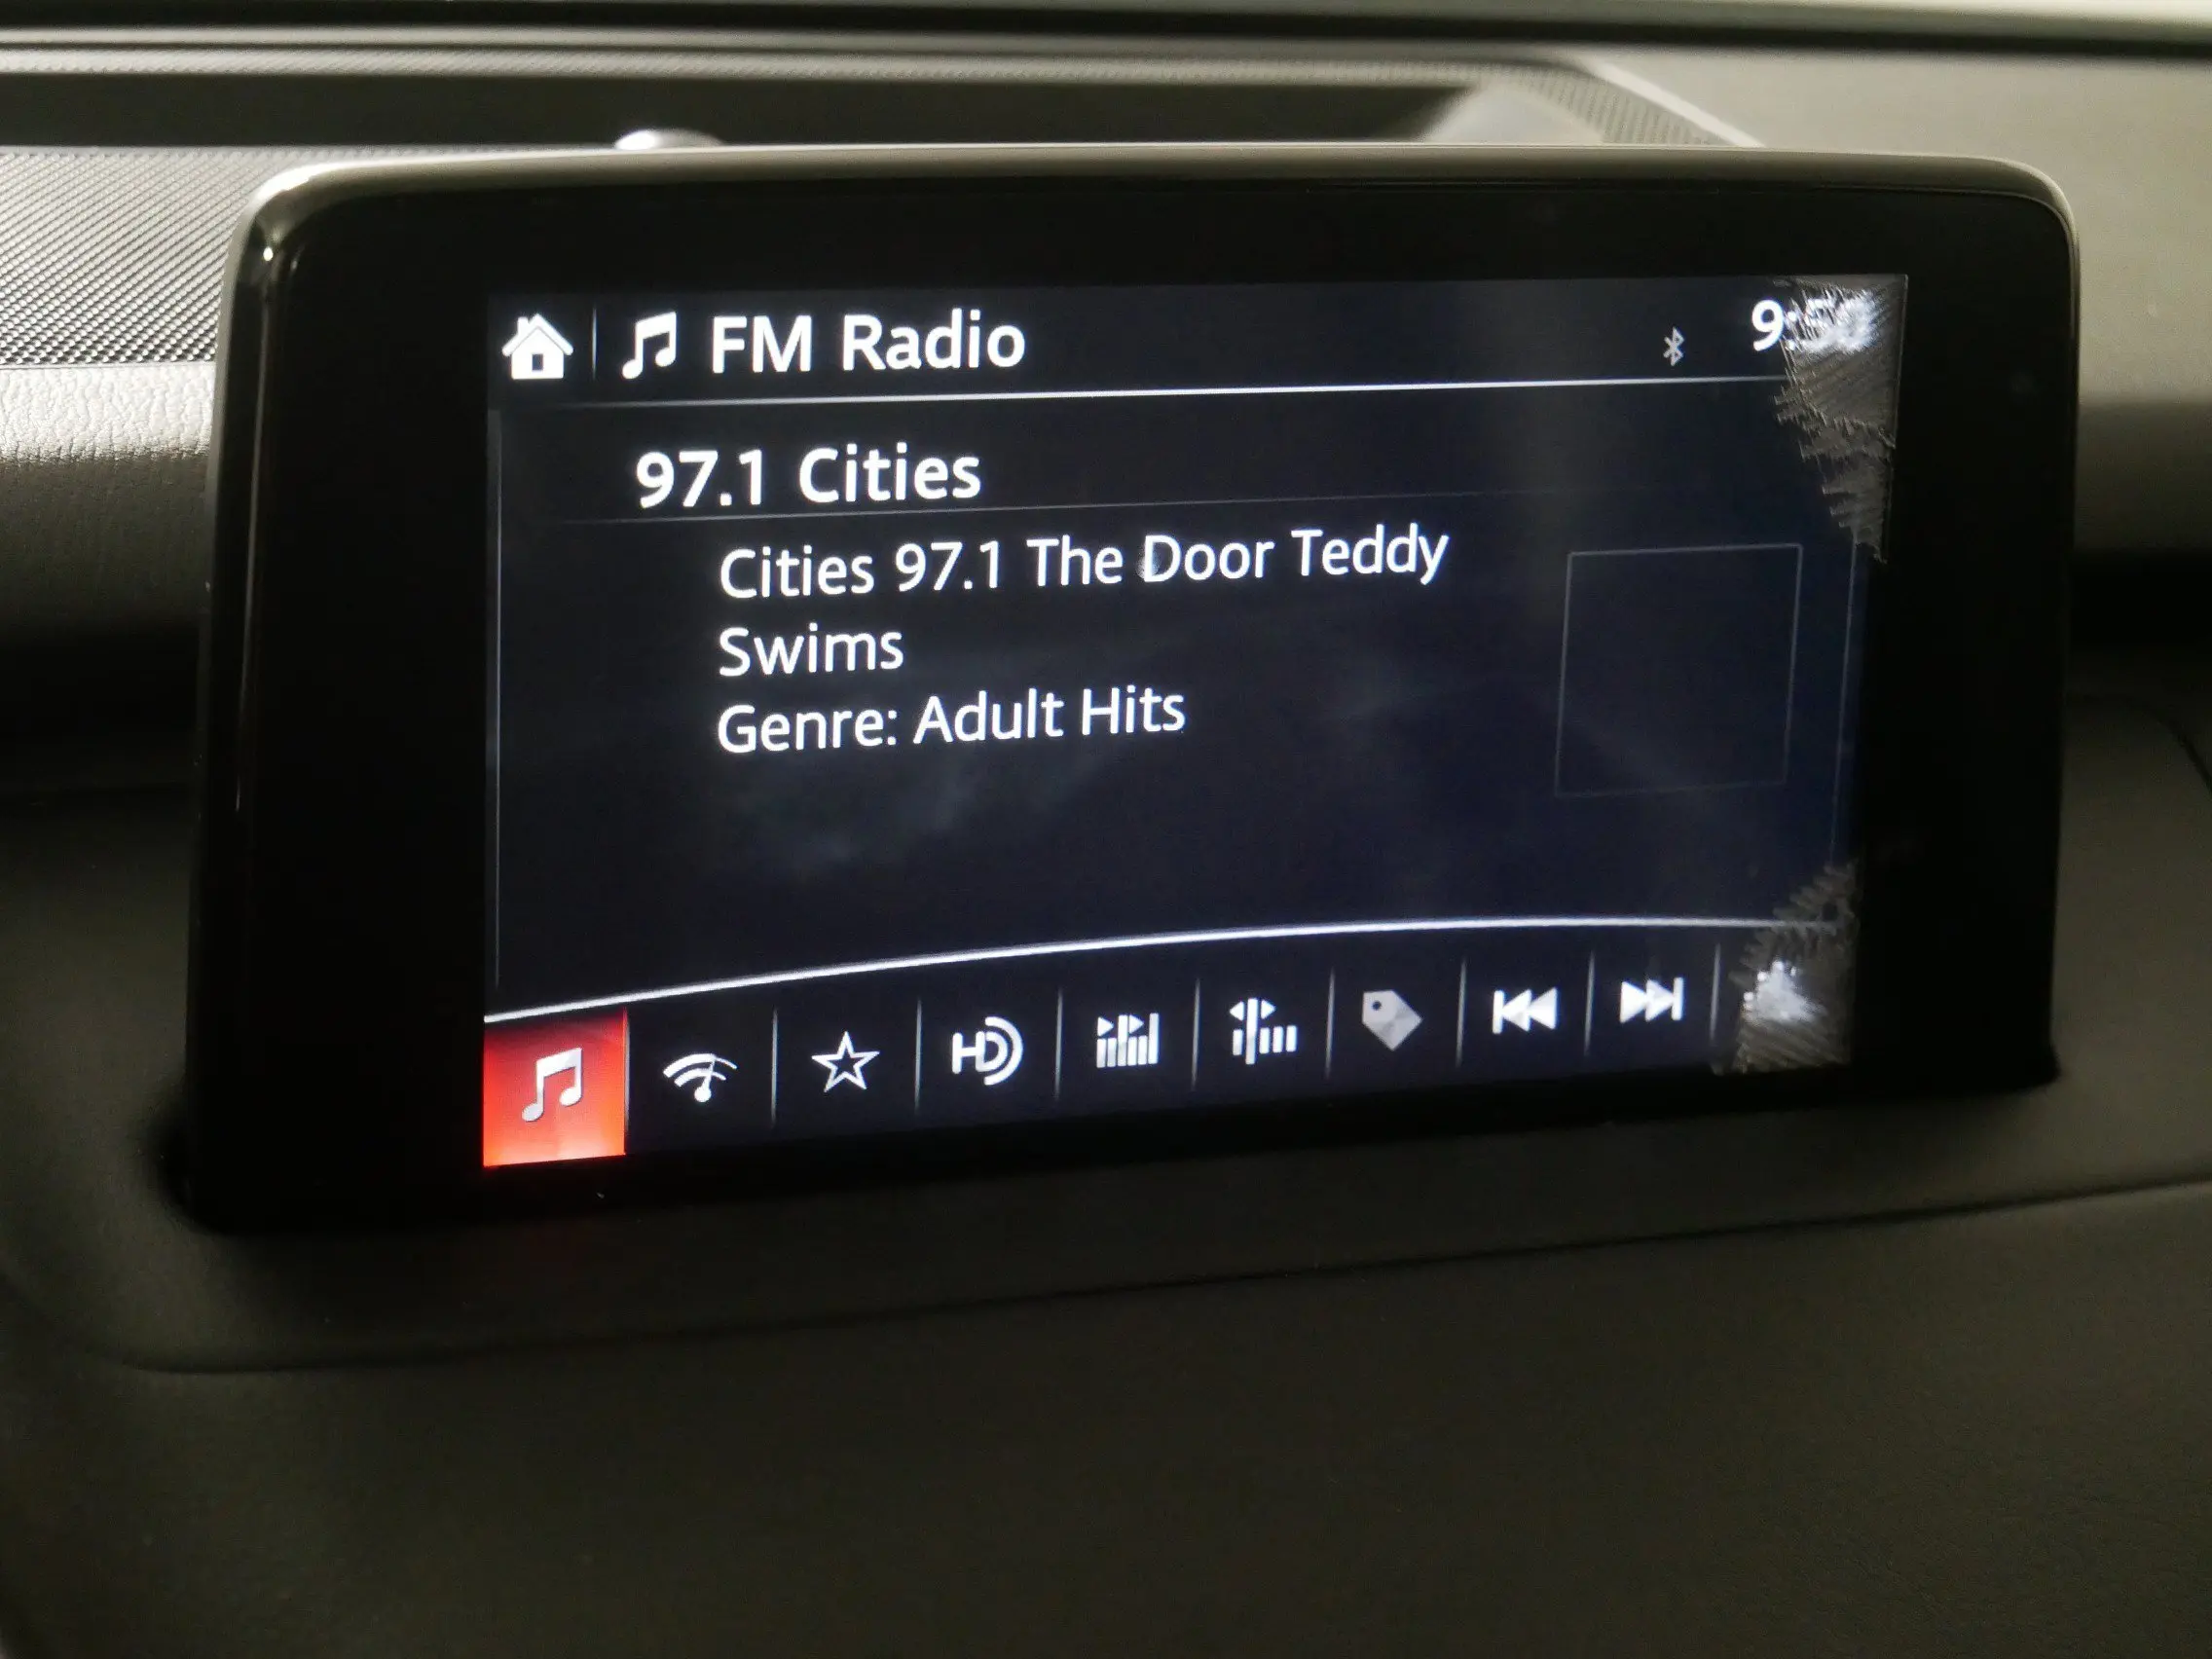 FM Radio
97.1 Cities
Cities 97.1 The Door Teddy
Swims
Genre: Adult Hits
HD